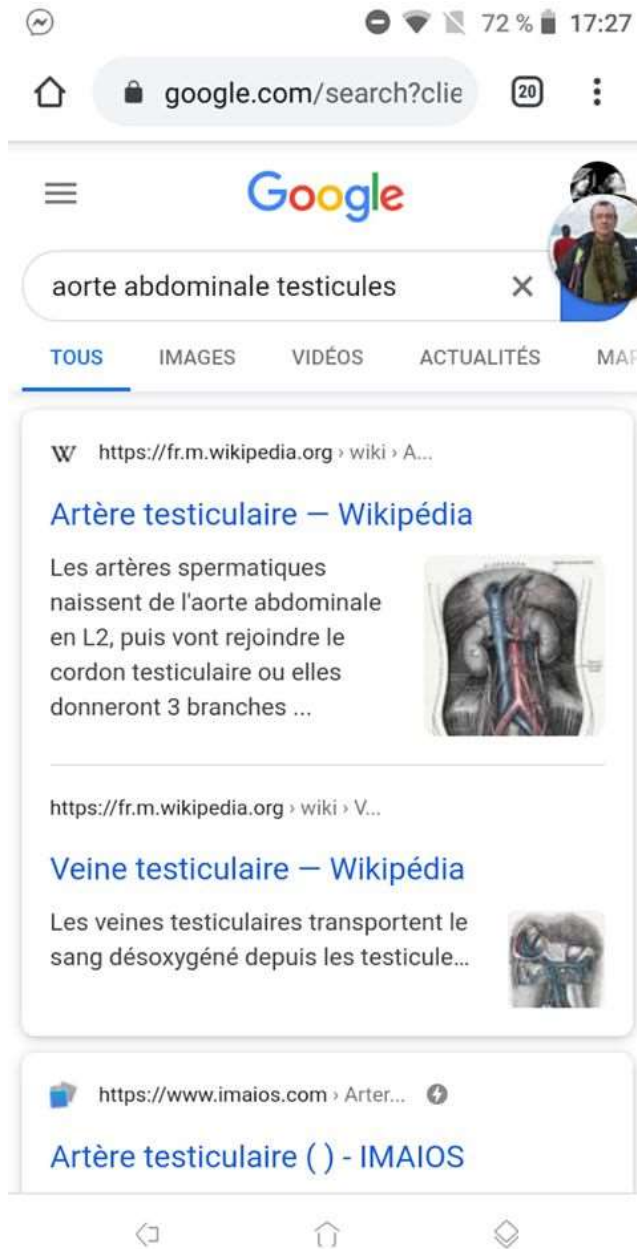 72 % 17:27
google.com/search?clie 20
Google
aorte abdominale testicules
TOUS IMAGES VIDÉOS ACTUALITÉS MAP
W https://fr.m.wikipedia.org › wiki › A...
Artère testiculaire — Wikipédia
Les artères spermatiques
naissent de l'aorte abdominale
en L2, puis vont rejoindre le
cordon testiculaire ou elles
donneront 3 branches ...
https://fr.m.wikipedia.org › wiki › V...
Veine testiculaire — Wikipédia
Les veines testiculaires transportent le
sang désoxygéné depuis les testicule...
https://www.imaios.com › Arter...
Artère testiculaire ( ) - IMAIOS